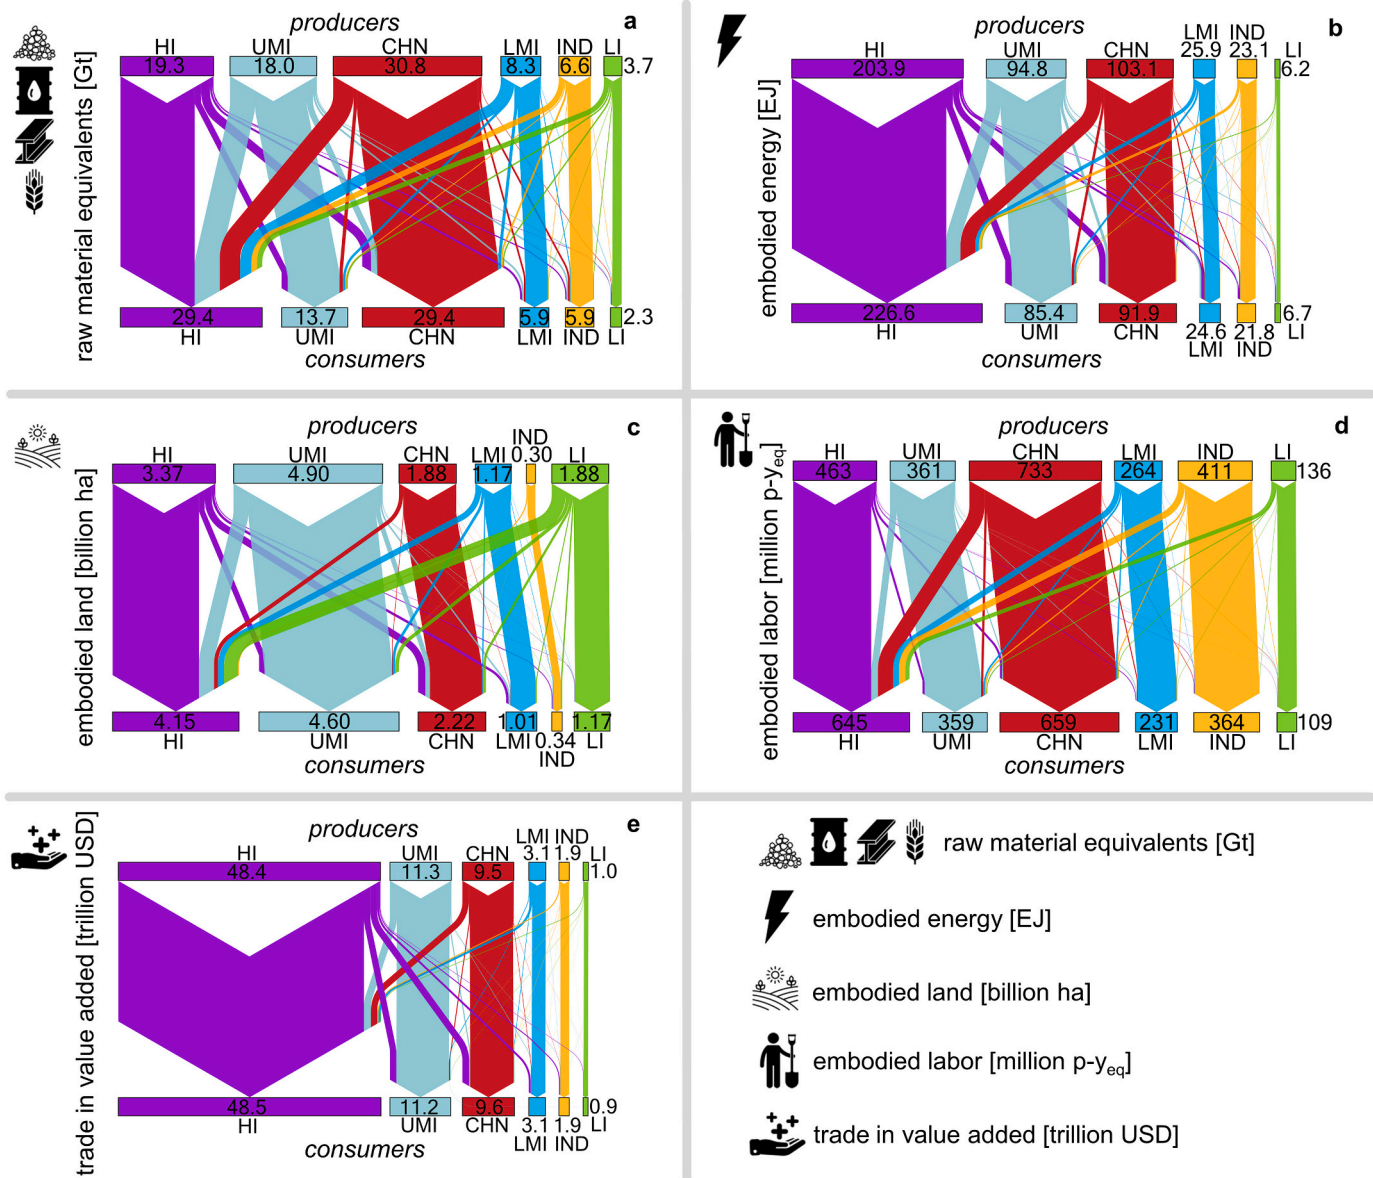 a
producers
HI UMI CHN LMI IND LI
19.3 18.0 30.8 8.3 6.6 3.7
raw material equivalents [Gt]
29.4 13.7 29.4 5.9 5.9 2.3
HI UMI CHN LMI IND LI
consumers
b
producers
HI UMI CHN LMI IND LI
203.9 94.8 103.1 25.9 23.1 6.2
embodied energy [EJ]
226.6 85.4 91.9 24.6 21.8 6.7
HI UMI CHN LMI IND LI
consumers
c
producers
HI UMI CHN LMI IND LI
3.37 4.90 1.88 1.17 0.30 1.88
embodied land [billion ha]
4.15 4.60 2.22 1.01 0.34 1.17
HI UMI CHN LMI IND LI
consumers
d
producers
HI UMI CHN LMI IND LI
463 361 733 264 411 136
embodied labor [million p-yeq]
645 359 659 231 364 109
HI UMI CHN LMI IND LI
consumers
e
producers
HI UMI CHN LMI IND LI
48.4 11.3 9.5 3.1 1.9 1.0
trade in value added [trillion USD]
48.5 11.2 9.6 3.1 1.9 0.9
HI UMI CHN LMI IND LI
consumers
raw material equivalents [Gt]
embodied energy [EJ]
embodied land [billion ha]
embodied labor [million p-yeq]
trade in value added [trillion USD]